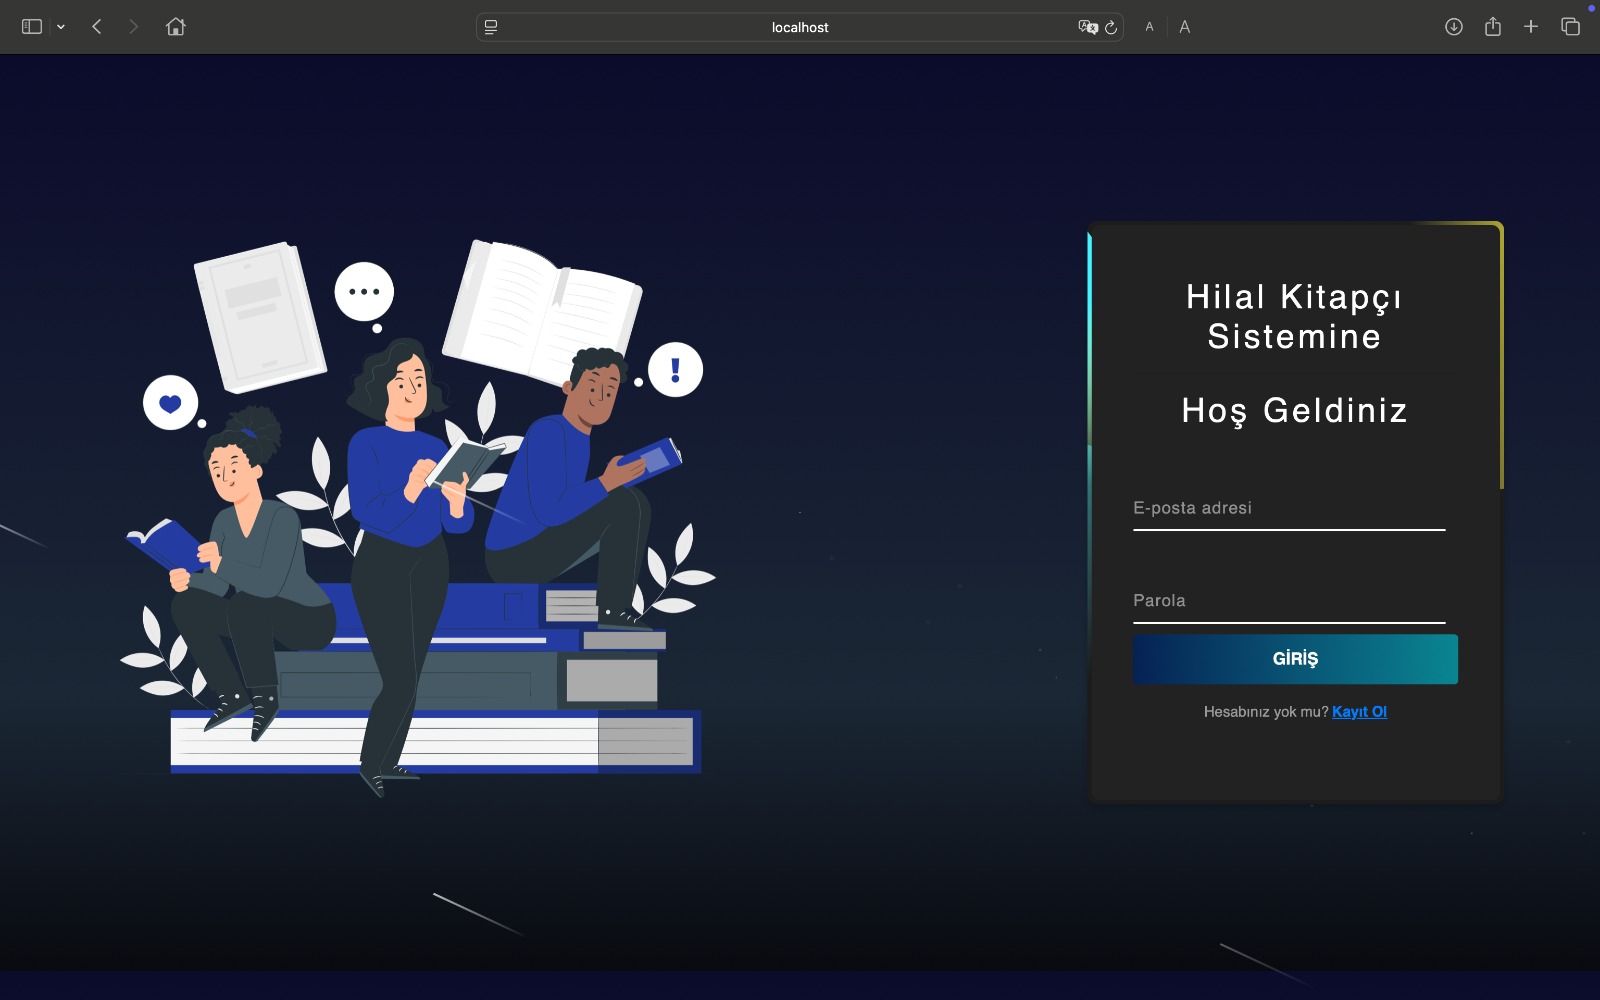 localhost
A A
Hilal Kitapçı
Sistemine
Hoş Geldiniz
E-posta adresi
Parola
GİRİŞ
Hesabınız yok mu? Kayıt Ol